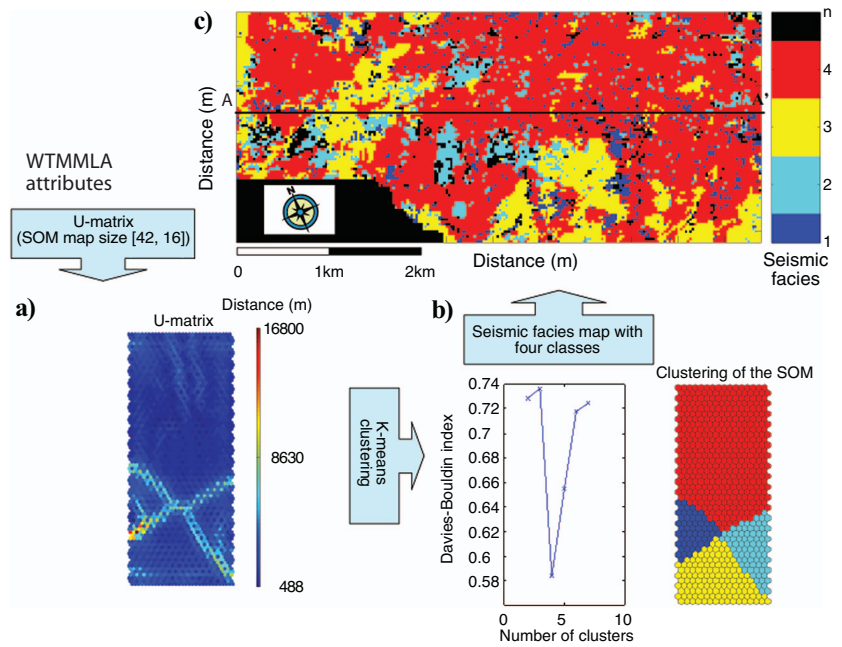 c)
Distance (m)
A
A'
N
0
1km
2km
Distance (m)
n
4
3
2
1
Seismic
facies
WTMMLA
attributes
U-matrix
(SOM map size [42, 16])
a)
Distance (m)
U-matrix
16800
8630
488
K-means
clustering
b)
Seismic facies map with
four classes
Davies-Bouldin index
0.74
0.72
0.7
0.68
0.66
0.64
0.62
0.6
0.58
0
5
10
Number of clusters
Clustering of the SOM